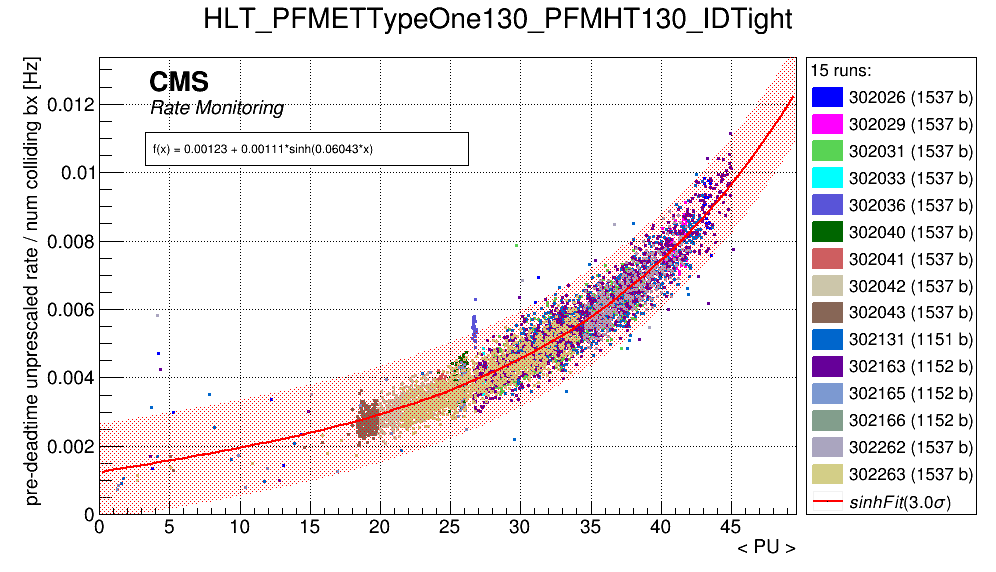 HLT_PFMETTypeOne130_PFMHT130_IDTight
pre-deadtime unprescaled rate / num colliding bx [Hz]
CMS
Rate Monitoring
f(x) = 0.00123 + 0.00111*sinh(0.06043*x)
0.012
0.01
0.008
0.006
0.004
0.002
0
0 5 10 15 20 25 30 35 40 45
< PU >
15 runs:
302026 (1537 b)
302029 (1537 b)
302031 (1537 b)
302033 (1537 b)
302036 (1537 b)
302040 (1537 b)
302041 (1537 b)
302042 (1537 b)
302043 (1537 b)
302131 (1151 b)
302163 (1152 b)
302165 (1152 b)
302166 (1152 b)
302262 (1537 b)
302263 (1537 b)
sinhFit(3.0σ)